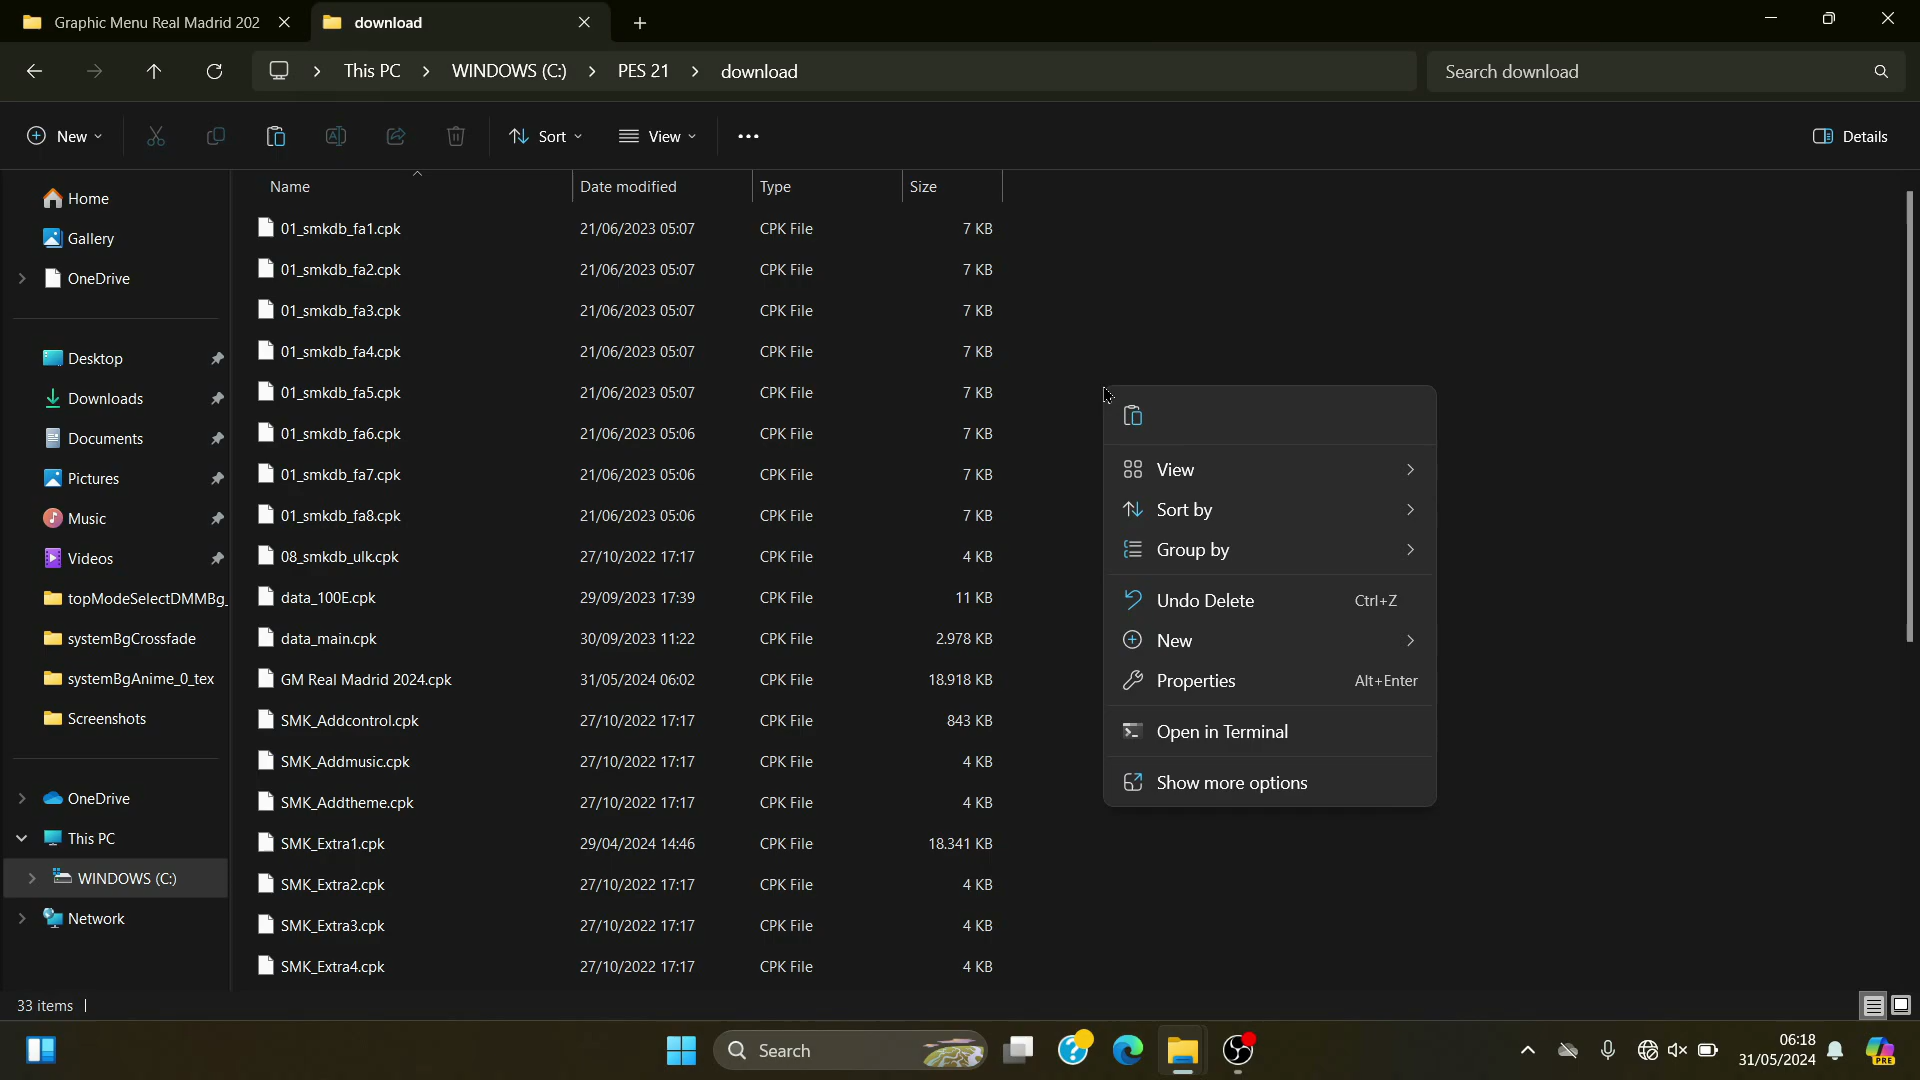 Graphic Menu Real Madrid 202
download
This PC > WINDOWS (C:) > PES 21 > download
Search download
New
Sort
View
Details
Name Date modified Type Size
01_smkdb_fa1.cpk 21/06/2023 05:07 CPK File 7 KB
01_smkdb_fa2.cpk 21/06/2023 05:07 CPK File 7 KB
01_smkdb_fa3.cpk 21/06/2023 05:07 CPK File 7 KB
01_smkdb_fa4.cpk 21/06/2023 05:07 CPK File 7 KB
01_smkdb_fa5.cpk 21/06/2023 05:07 CPK File 7 KB
01_smkdb_fa6.cpk 21/06/2023 05:06 CPK File 7 KB
01_smkdb_fa7.cpk 21/06/2023 05:06 CPK File 7 KB
01_smkdb_fa8.cpk 21/06/2023 05:06 CPK File 7 KB
08_smkdb_ulk.cpk 27/10/2022 17:17 CPK File 4 KB
data_100E.cpk 29/09/2023 17:39 CPK File 11 KB
data_main.cpk 30/09/2023 11:22 CPK File 2.978 KB
GM Real Madrid 2024.cpk 31/05/2024 06:02 CPK File 18.918 KB
SMK_Addcontrol.cpk 27/10/2022 17:17 CPK File 843 KB
SMK_Addmusic.cpk 27/10/2022 17:17 CPK File 4 KB
SMK_Addtheme.cpk 27/10/2022 17:17 CPK File 4 KB
SMK_Extra1.cpk 29/04/2024 14:46 CPK File 18.341 KB
SMK_Extra2.cpk 27/10/2022 17:17 CPK File 4 KB
SMK_Extra3.cpk 27/10/2022 17:17 CPK File 4 KB
SMK_Extra4.cpk 27/10/2022 17:17 CPK File 4 KB
Home
Gallery
OneDrive
Desktop
Downloads
Documents
Pictures
Music
Videos
topModeSelectDMMBg_
systemBgCrossfade
systemBgAnime_0_tex
Screenshots
OneDrive
This PC
WINDOWS (C:)
Network
View
Sort by
Group by
Undo Delete Ctrl+Z
New
Properties Alt+Enter
Open in Terminal
Show more options
33 items
Search
06:18
31/05/2024
PRE